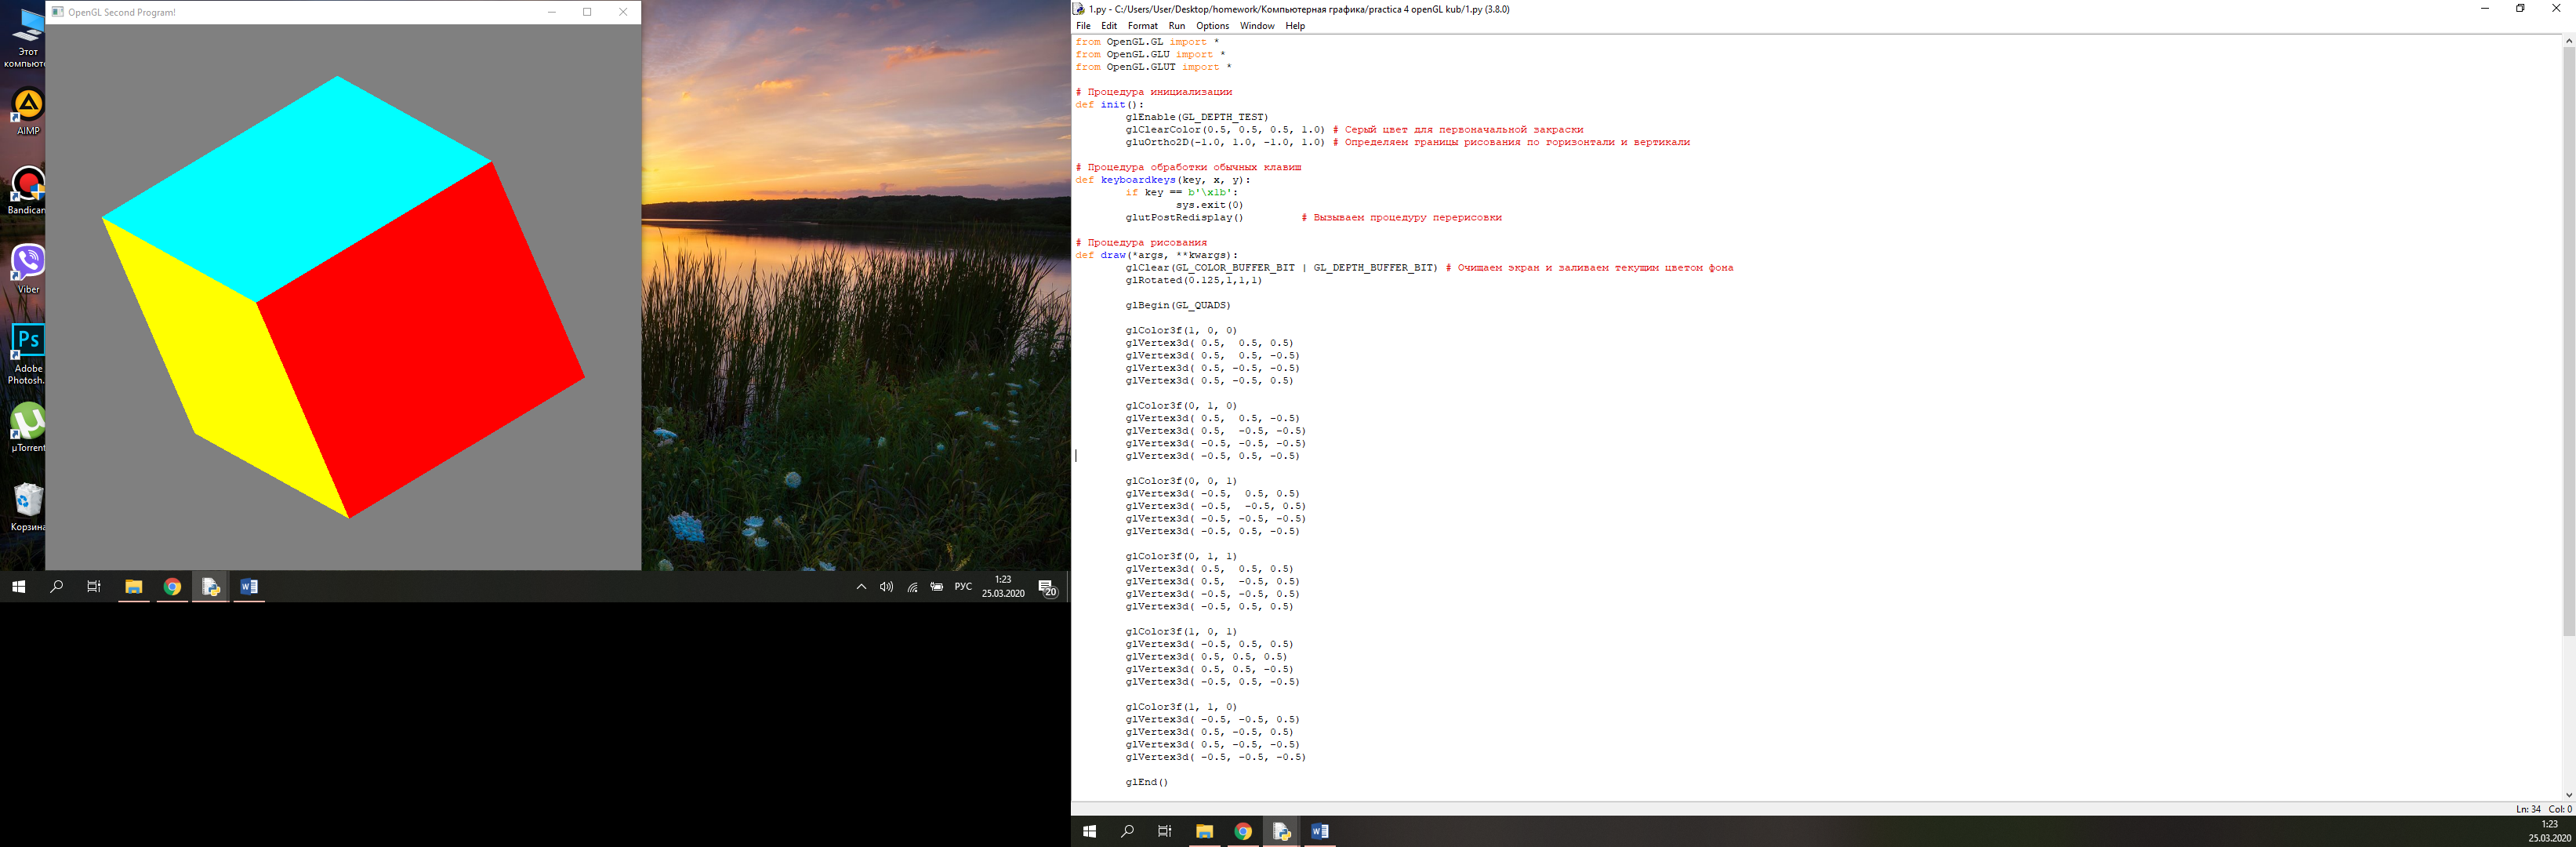 OpenGL Second Program!
Этот
компьюте
AIMP
Bandicam
Viber
Ps
Adobe
Photosh...
µTorrent
Корзина
РУС
1:23
25.03.2020
20
1.py - C:/Users/User/Desktop/homework/Компьютерная графика/practica 4 openGL kub/1.py (3.8.0)
File Edit Format Run Options Window Help
from OpenGL.GL import *
from OpenGL.GLU import *
from OpenGL.GLUT import *
# Процедура инициализации
def init():
glEnable(GL_DEPTH_TEST)
glClearColor(0.5, 0.5, 0.5, 1.0) # Серый цвет для первоначальной закраски
gluOrtho2D(-1.0, 1.0, -1.0, 1.0) # Определяем границы рисования по горизонтали и вертикали
# Процедура обработки обычных клавиш
def keyboardkeys(key, x, y):
if key == b'\x1b':
sys.exit(0)
glutPostRedisplay() # Вызываем процедуру перерисовки
# Процедура рисования
def draw(*args, **kwargs):
glClear(GL_COLOR_BUFFER_BIT | GL_DEPTH_BUFFER_BIT) # Очищаем экран и заливаем текущим цветом фона
glRotated(0.125,1,1,1)
glBegin(GL_QUADS)
glColor3f(1, 0, 0)
glVertex3d( 0.5,  0.5, 0.5)
glVertex3d( 0.5,  0.5, -0.5)
glVertex3d( 0.5, -0.5, -0.5)
glVertex3d( 0.5, -0.5, 0.5)
glColor3f(0, 1, 0)
glVertex3d( 0.5,  0.5, -0.5)
glVertex3d( 0.5,  -0.5, -0.5)
glVertex3d( -0.5, -0.5, -0.5)
glVertex3d( -0.5, 0.5, -0.5)
glColor3f(0, 0, 1)
glVertex3d( -0.5,  0.5, 0.5)
glVertex3d( -0.5,  -0.5, 0.5)
glVertex3d( -0.5, -0.5, -0.5)
glVertex3d( -0.5, 0.5, -0.5)
glColor3f(0, 1, 1)
glVertex3d( 0.5,  0.5, 0.5)
glVertex3d( 0.5,  -0.5, 0.5)
glVertex3d( -0.5, -0.5, 0.5)
glVertex3d( -0.5, 0.5, 0.5)
glColor3f(1, 0, 1)
glVertex3d( -0.5, 0.5, 0.5)
glVertex3d( 0.5, 0.5, 0.5)
glVertex3d( 0.5, 0.5, -0.5)
glVertex3d( -0.5, 0.5, -0.5)
glColor3f(1, 1, 0)
glVertex3d( -0.5, -0.5, 0.5)
glVertex3d( 0.5, -0.5, 0.5)
glVertex3d( 0.5, -0.5, -0.5)
glVertex3d( -0.5, -0.5, -0.5)
glEnd()
Ln: 34 Col: 0
1:23
25.03.2020